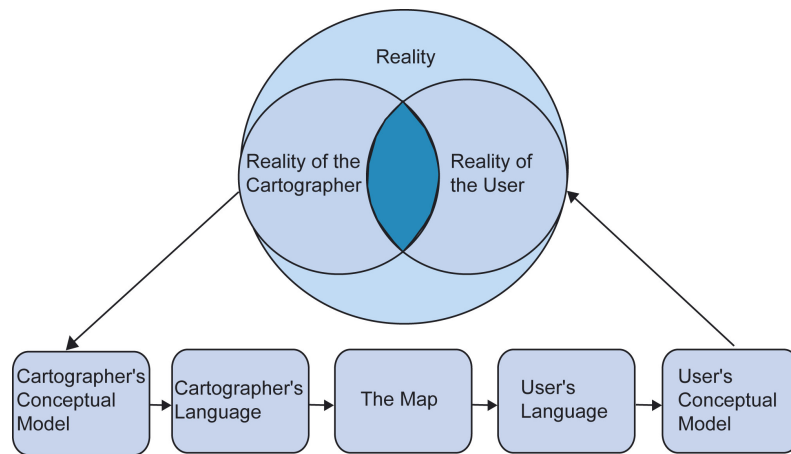 Reality
Reality of the
Cartographer
Reality of
the User
Cartographer's
Conceptual
Model
Cartographer's
Language
The Map
User's
Language
User's
Conceptual
Model